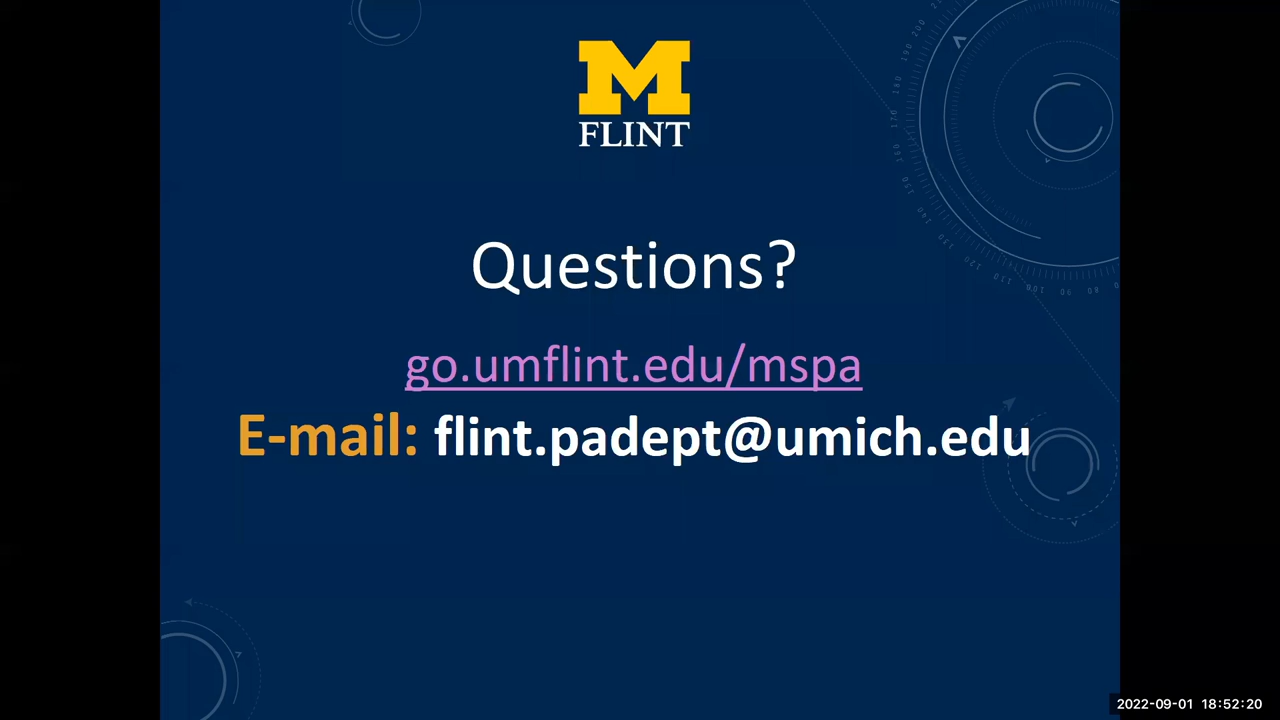 M
FLINT
Questions?
go.umflint.edu/mspa
E-mail: flint.padept@umich.edu
2022-09-01 18:52:20